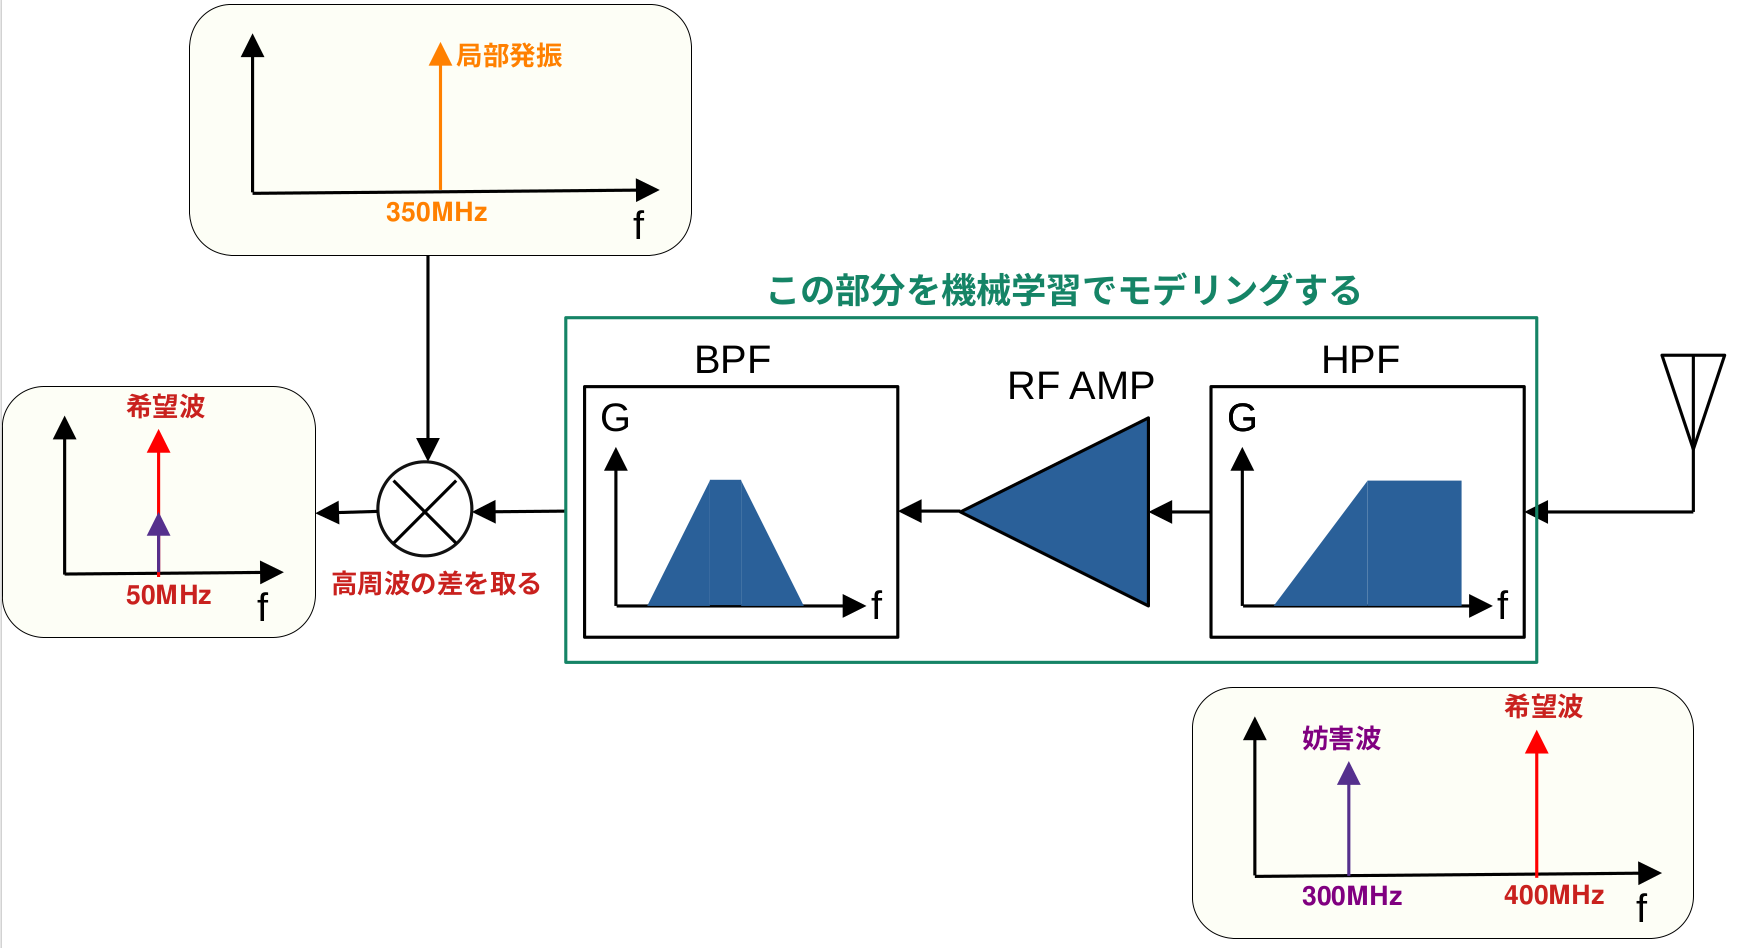 局部発振
350MHz
f
この部分を機械学習でモデリングする
BPF
RF AMP
HPF
G
G
f
f
希望波
50MHz
f
高周波の差を取る
希望波
妨害波
300MHz
400MHz
f